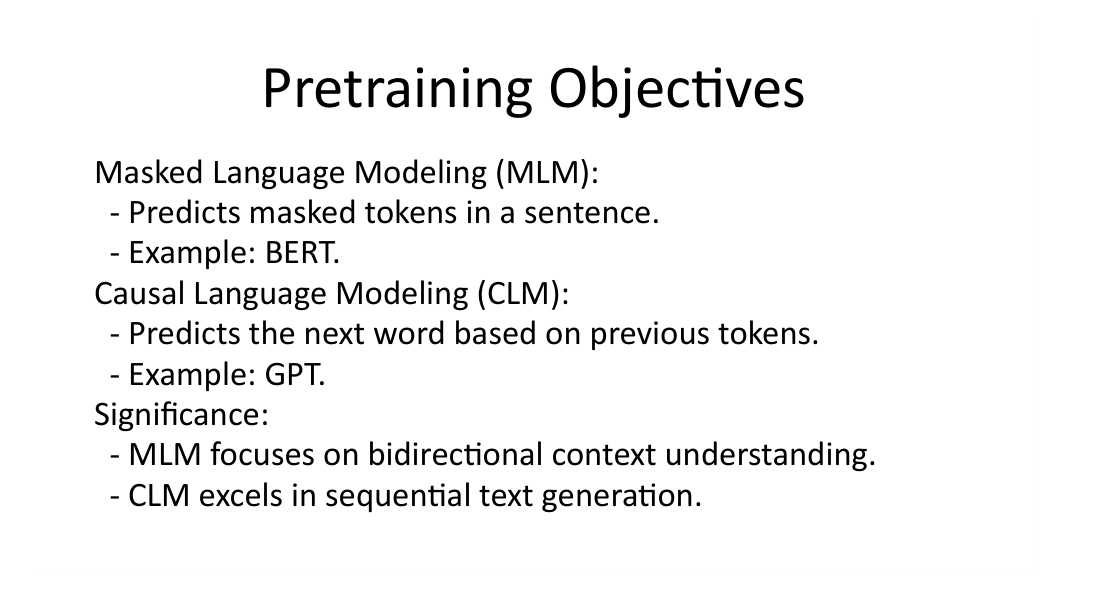 Pretraining Objectives
Masked Language Modeling (MLM):
- Predicts masked tokens in a sentence.
- Example: BERT.
Causal Language Modeling (CLM):
- Predicts the next word based on previous tokens.
- Example: GPT.
Significance:
- MLM focuses on bidirectional context understanding.
- CLM excels in sequential text generation.